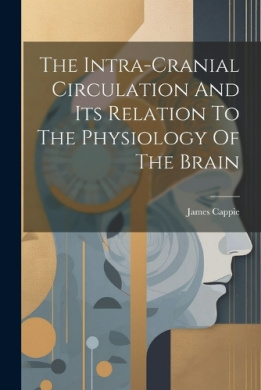 The Intra-Cranial
Circulation And
Its Relation To
The Physiology Of
The Brain
James Cappie